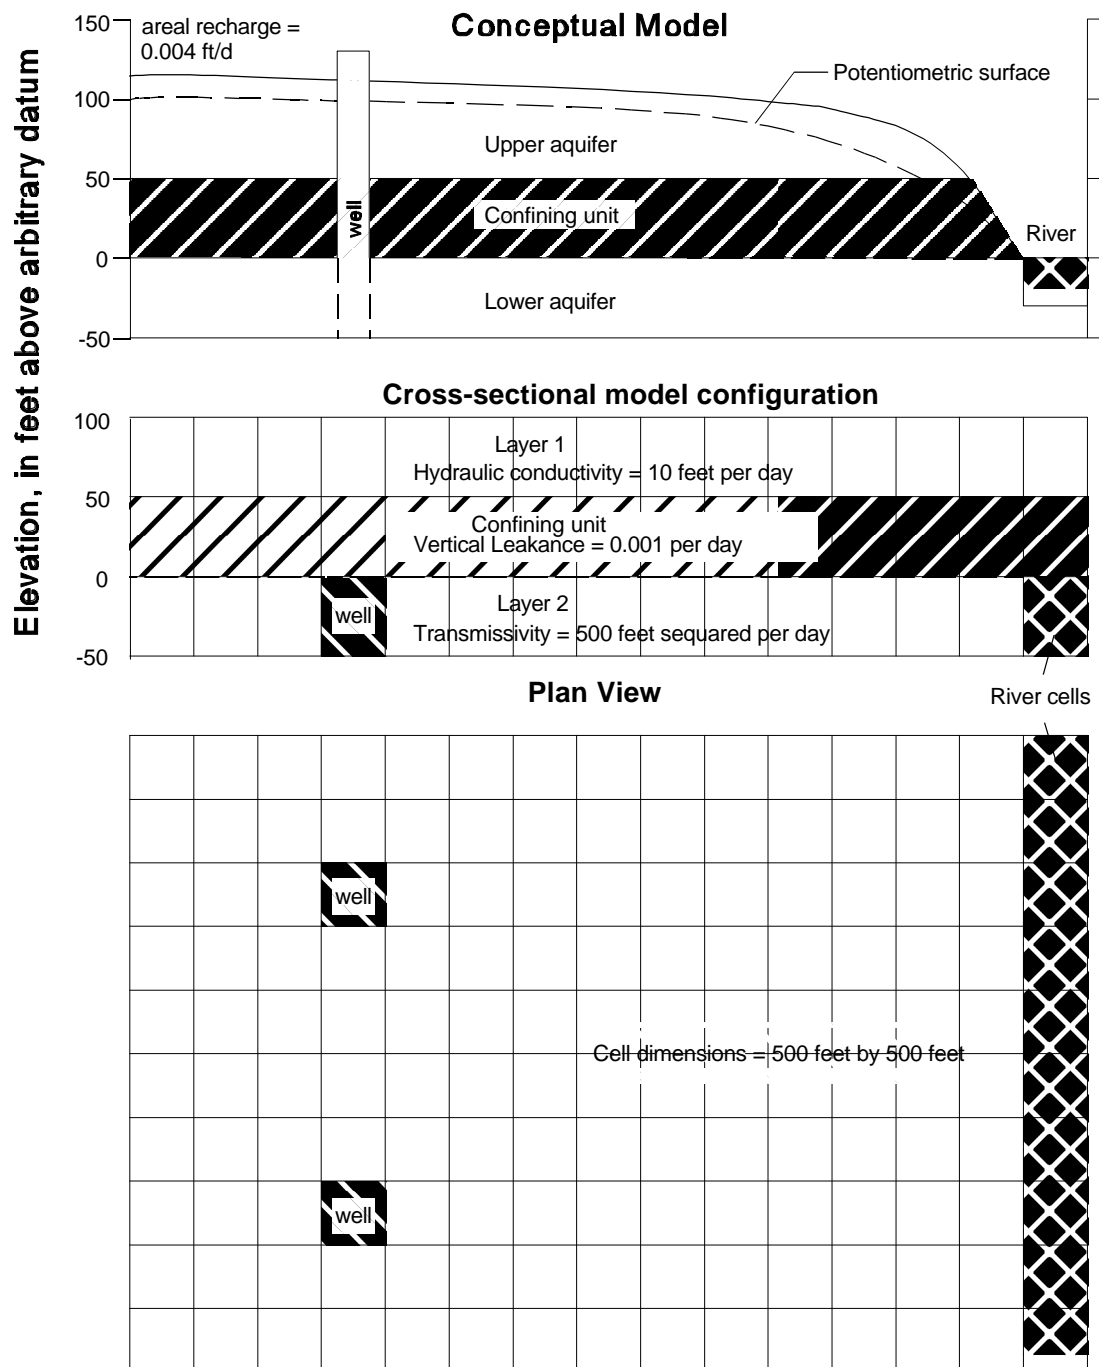 Conceptual Model
Elevation, in feet above arbitrary datum
150
100
50
0
-50
areal recharge =
0.004 ft/d
Potentiometric surface
Upper aquifer
well
Confining unit
River
Lower aquifer
Cross-sectional model configuration
100
50
0
-50
Layer 1
Hydraulic conductivity = 10 feet per day
Confining unit
Vertical Leakance = 0.001 per day
well
Layer 2
Transmissivity = 500 feet sequared per day
Plan View
River cells
well
Cell dimensions = 500 feet by 500 feet
well